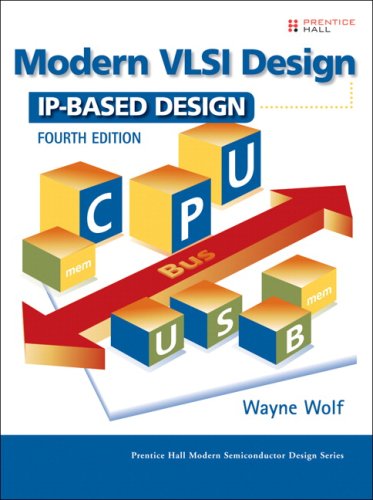 PRENTICE
HALL
Modern VLSI Design
IP-BASED DESIGN
FOURTH EDITION
C
P
U
mem
Bus
mem
U
S
B
Wayne Wolf
Prentice Hall Modern Semiconductor Design Series